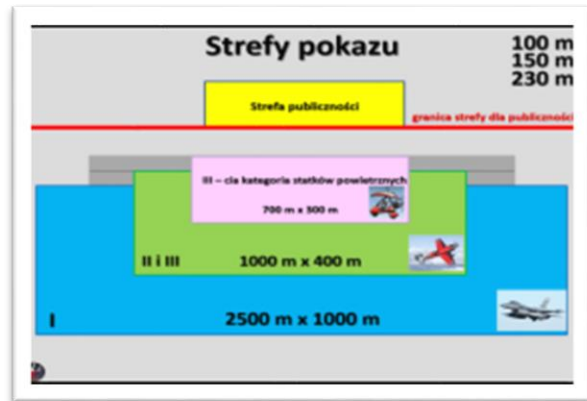 Strefy pokazu
100 m
150 m
230 m
Strefa publiczności
granica strefy dla publiczności
III – cia kategoria statków powietrznych
700 m x 300 m
II i III
1000 m x 400 m
I
2500 m x 1000 m